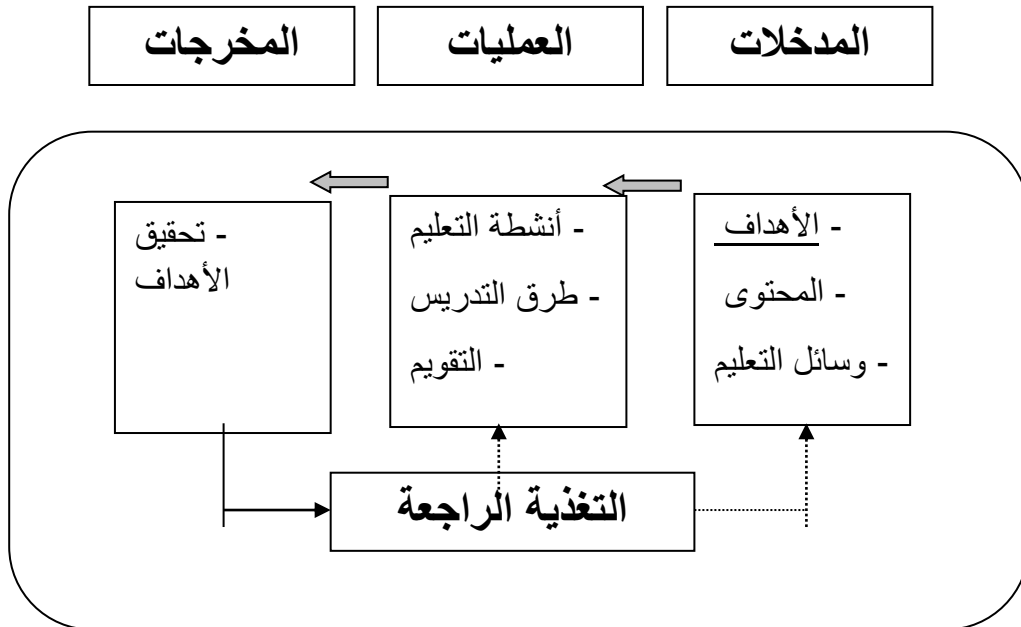 المدخلات
العمليات
المخرجات
- الأهداف
- المحتوى
- وسائل التعليم
- أنشطة التعليم
- طرق التدريس
- التقويم
- تحقيق
الأهداف
التغذية الراجعة